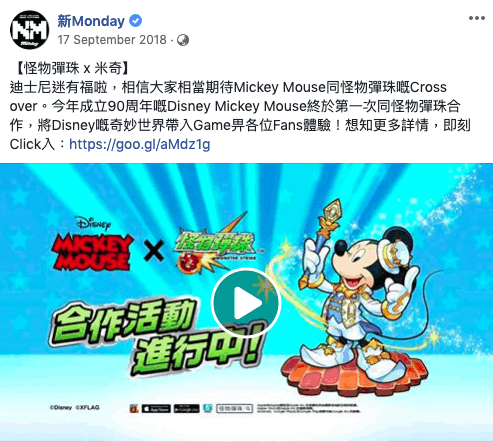 NM
Monday
新Monday
17 September 2018 ·
【怪物彈珠 x 米奇】
迪士尼迷有福啦，相信大家相當期待Mickey Mouse同怪物彈珠嘅Cross
over。今年成立90周年嘅Disney Mickey Mouse終於第一次同怪物彈珠合
作，將Disney嘅奇妙世界帶入Game畀各位Fans體驗！想知更多詳情，即刻
Click入：https://goo.gl/aMdz1g
Disney
MICKEY
MOUSE
×
怪物彈珠
MONSTER STRIKE
合作活動
進行中!
©Disney ©XFLAG
App Store
Google Play
怪物彈珠